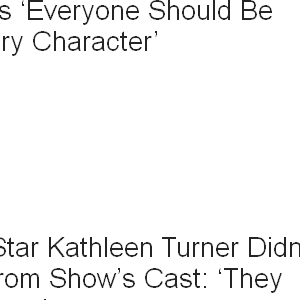 s ‘Everyone Should Be
ry Character’
Star Kathleen Turner Didn
rom Show’s Cast: ‘They